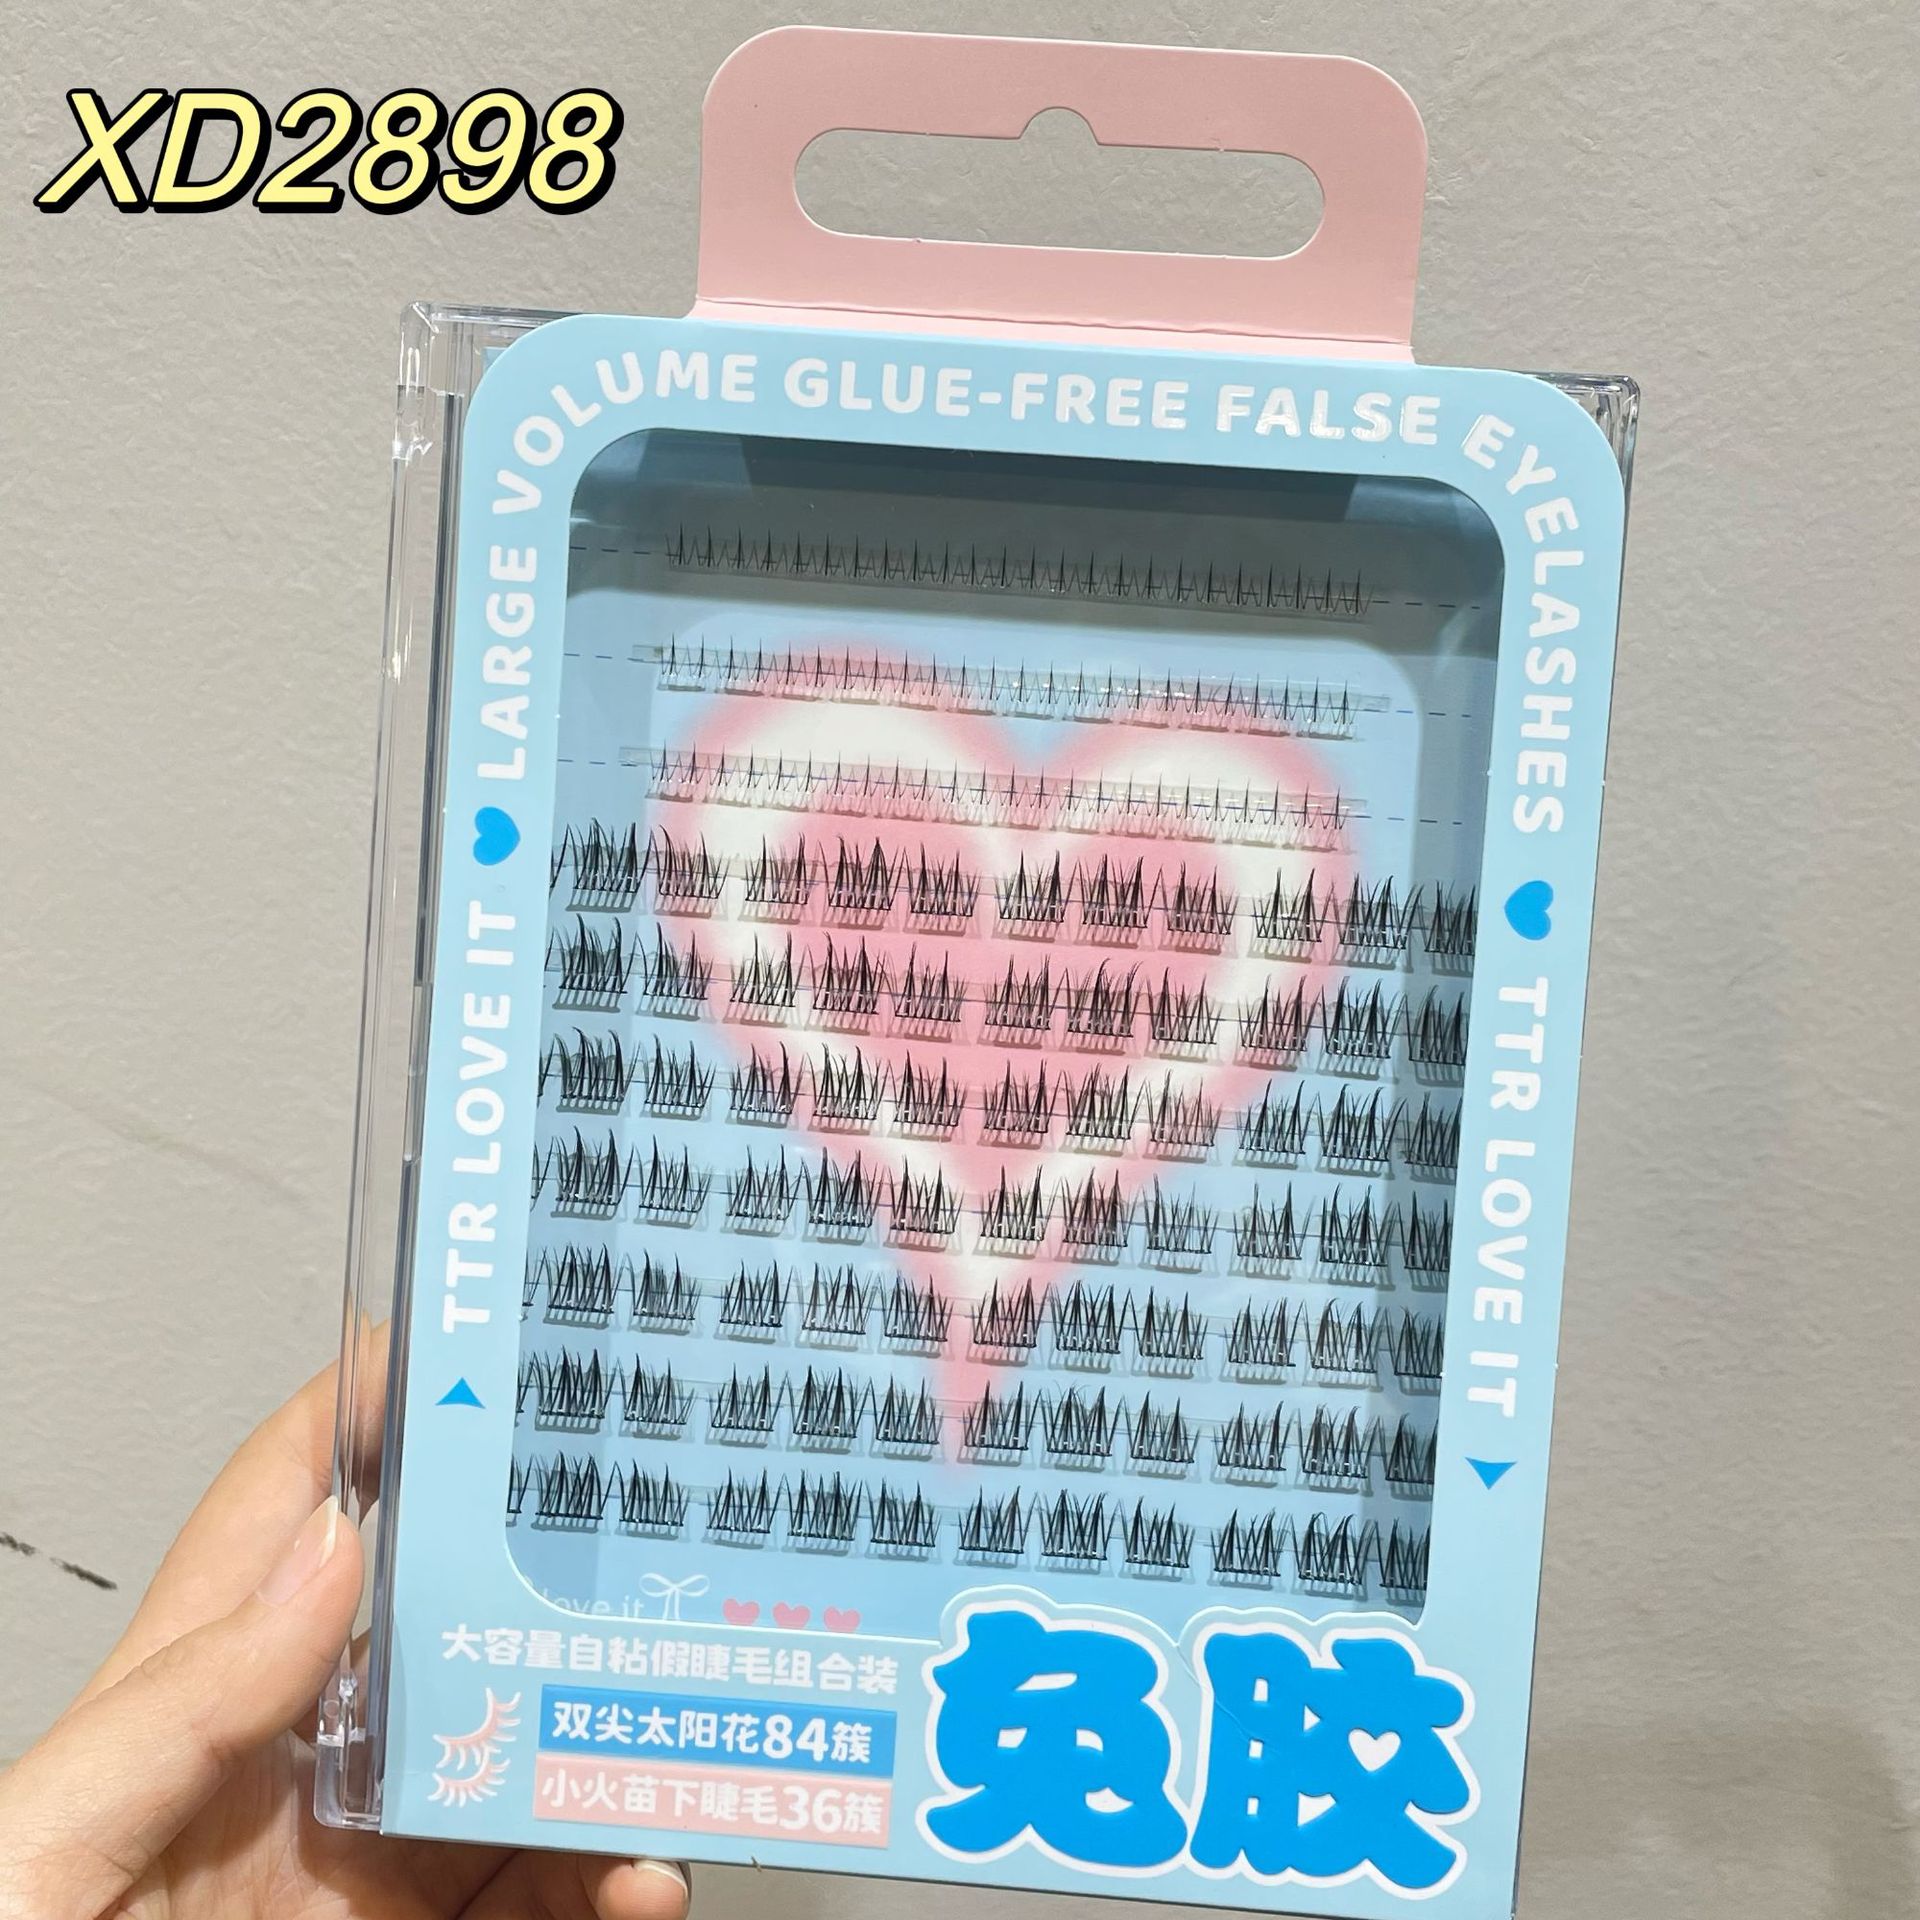 XD2898
TTR LOVE IT LARGE VOLUME GLUE-FREE FALSE EYELASHES TTR LOVE IT
love it
大容量自粘假睫毛组合装
双尖太阳花84簇
小火苗下睫毛36簇
免胶